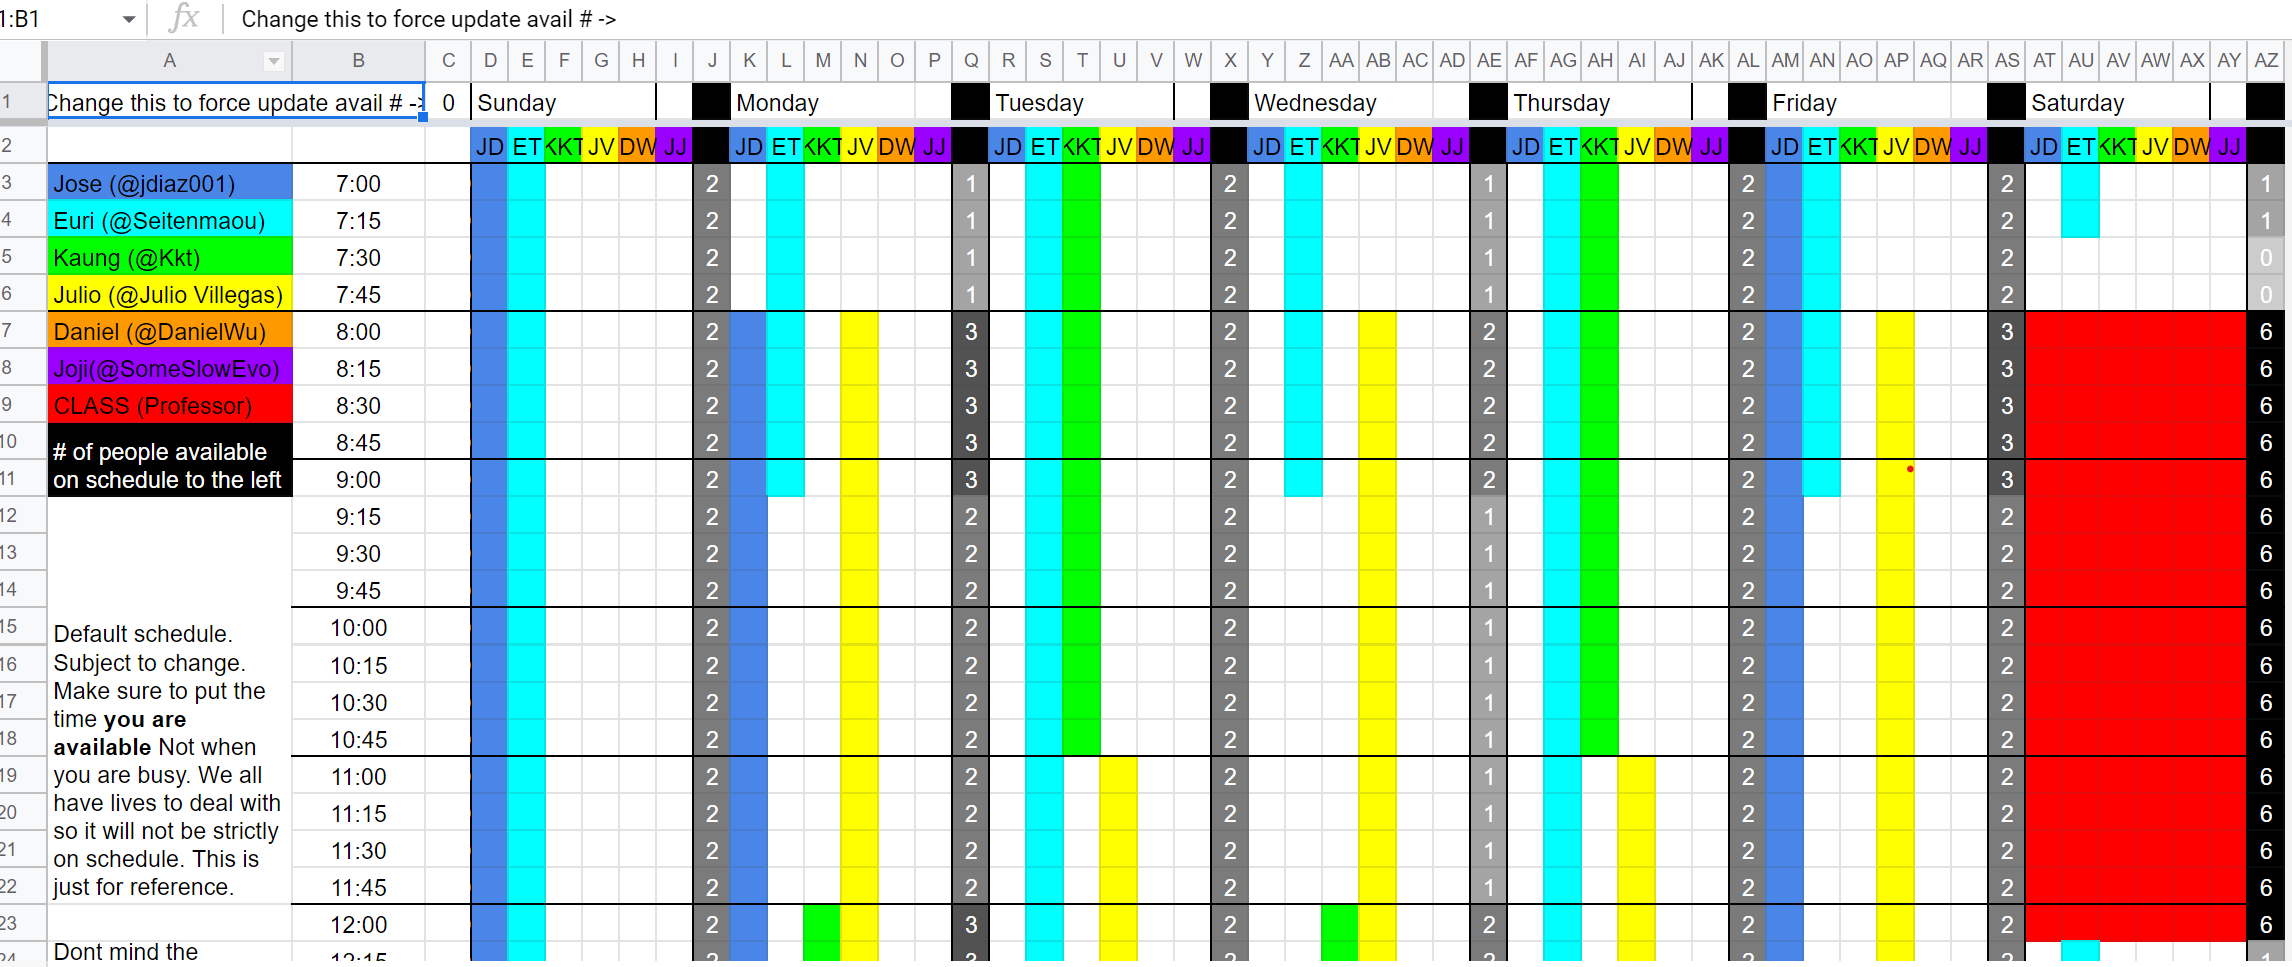 1:B1 fx Change this to force update avail # ->
A B C D E F G H I J K L M N O P Q R S T U V W X Y Z AA AB AC AD AE AF AG AH AI AJ AK AL AM AN AO AP AQ AR AS AT AU AV AW AX AY AZ
1 Change this to force update avail # -> 0 Sunday Monday Tuesday Wednesday Thursday Friday Saturday
2 JD ET KKT JV DW JJ JD ET KKT JV DW JJ JD ET KKT JV DW JJ JD ET KKT JV DW JJ JD ET KKT JV DW JJ JD ET KKT JV DW JJ JD ET KKT JV DW JJ
3 Jose (@jdiaz001) 7:00 2 1 2 1 2 2 1
4 Euri (@Seitenmaou) 7:15 2 1 2 1 2 2 1
5 Kaung (@Kkt) 7:30 2 1 2 1 2 2 0
6 Julio (@Julio Villegas) 7:45 2 1 2 1 2 2 0
7 Daniel (@DanielWu) 8:00 2 3 2 2 2 3 6
8 Joji(@SomeSlowEvo) 8:15 2 3 2 2 2 3 6
9 CLASS (Professor) 8:30 2 3 2 2 2 3 6
10 # of people available 8:45 2 3 2 2 2 3 6
11 on schedule to the left 9:00 2 3 2 2 2 3 6
12 9:15 2 2 2 1 2 2 6
13 9:30 2 2 2 1 2 2 6
14 9:45 2 2 2 1 2 2 6
15 Default schedule. 10:00 2 2 2 1 2 2 6
16 Subject to change. 10:15 2 2 2 1 2 2 6
Make sure to put the
17 time you are 10:30 2 2 2 1 2 2 6
18 available Not when 10:45 2 2 2 1 2 2 6
19 you are busy. We all 11:00 2 2 2 1 2 2 6
20 have lives to deal with 11:15 2 2 2 1 2 2 6
21 so it will not be strictly 11:30 2 2 2 1 2 2 6
on schedule. This is
22 just for reference. 11:45 2 2 2 1 2 2 6
23 12:00 2 3 2 2 2 2 6
24 Dont mind the 12:15 2 3 2 2 2 2 1